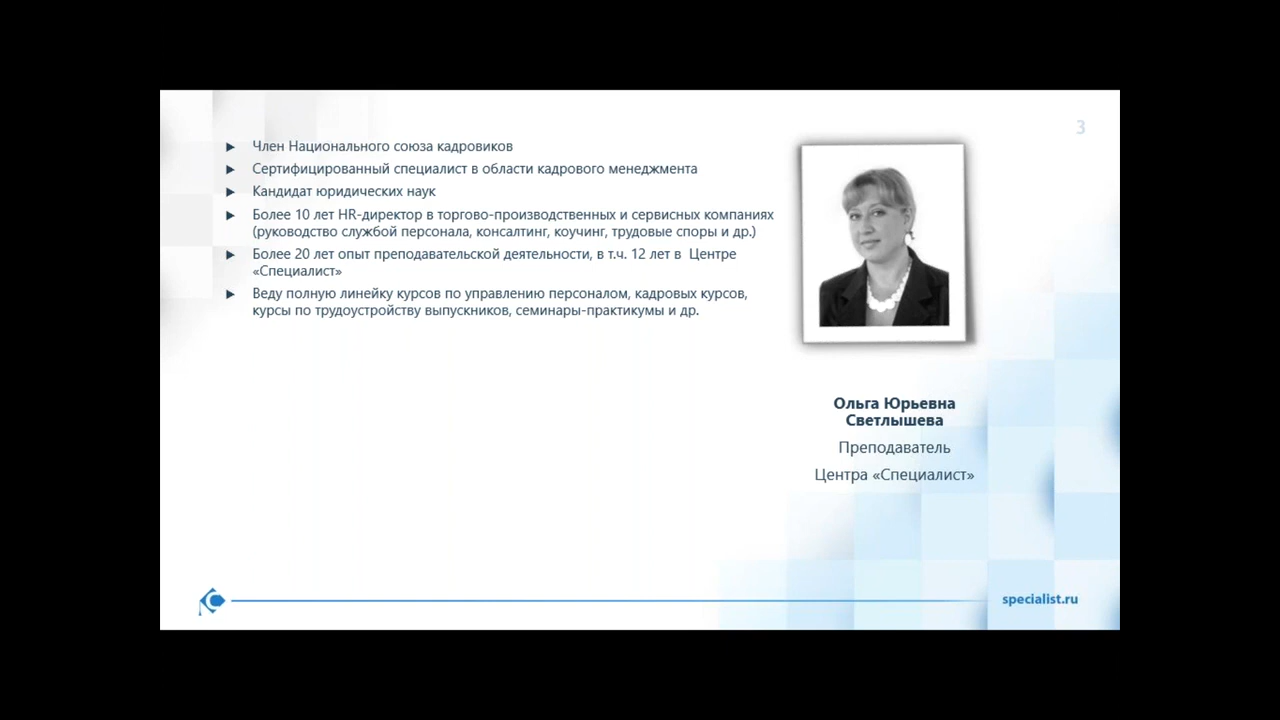 3
Член Национального союза кадровиков
Сертифицированный специалист в области кадрового менеджмента
Кандидат юридических наук
Более 10 лет HR-директор в торгово-производственных и сервисных компаниях
(руководство службой персонала, консалтинг, коучинг, трудовые споры и др.)
Более 20 лет опыт преподавательской деятельности, в т.ч. 12 лет в Центре
«Специалист»
Веду полную линейку курсов по управлению персоналом, кадровых курсов,
курсы по трудоустройству выпускников, семинары-практикумы и др.
Ольга Юрьевна
Светлышева
Преподаватель
Центра «Специалист»
specialist.ru